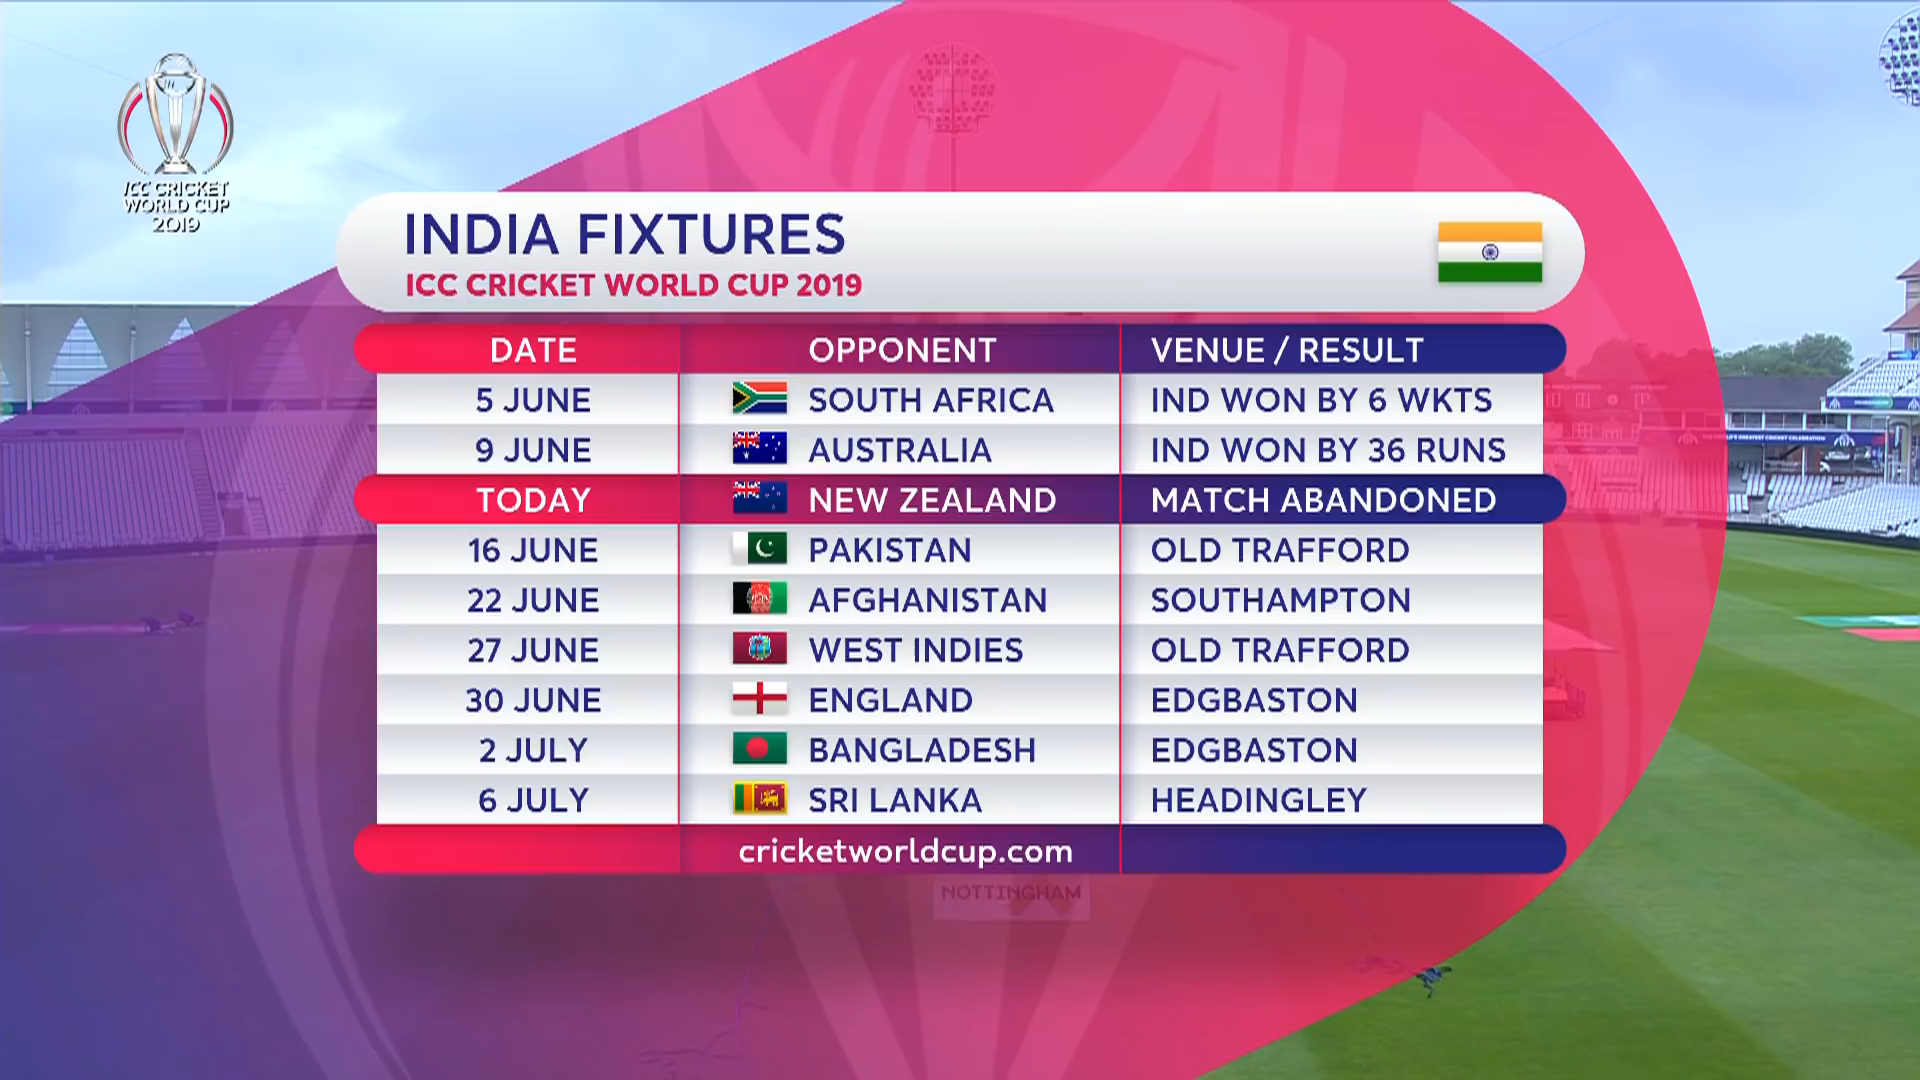 ICC CRICKET
WORLD CUP
2019
INDIA FIXTURES
ICC CRICKET WORLD CUP 2019
DATE OPPONENT VENUE / RESULT
5 JUNE SOUTH AFRICA IND WON BY 6 WKTS
9 JUNE AUSTRALIA IND WON BY 36 RUNS
TODAY NEW ZEALAND MATCH ABANDONED
16 JUNE PAKISTAN OLD TRAFFORD
22 JUNE AFGHANISTAN SOUTHAMPTON
27 JUNE WEST INDIES OLD TRAFFORD
30 JUNE ENGLAND EDGBASTON
2 JULY BANGLADESH EDGBASTON
6 JULY SRI LANKA HEADINGLEY
cricketworldcup.com
NOTTINGHAM